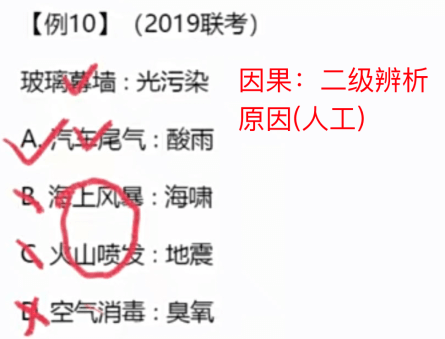 【例10】（2019联考）
玻璃幕墙：光污染
因果：二级辨析
原因(人工)
A. 汽车尾气：酸雨
B. 海上风暴：海啸
C. 火山喷发：地震
D. 空气消毒：臭氧